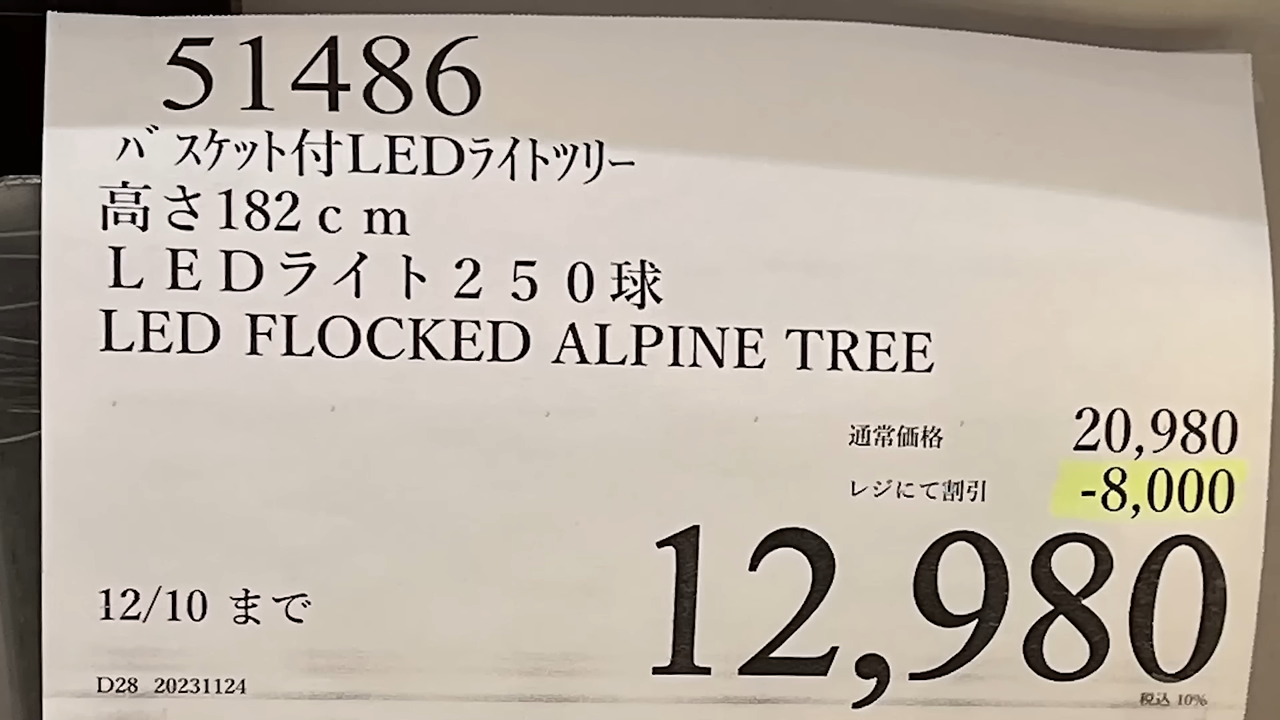 51486
ﾊﾞｽｹｯﾄ付LEDﾗｲﾄﾂﾘｰ
高さ182ｃｍ
ＬＥＤライト２５０球
LED FLOCKED ALPINE TREE
通常価格 20,980
レジにて割引 -8,000
12,980
12/10 まで
D28 20231124
税込 10%